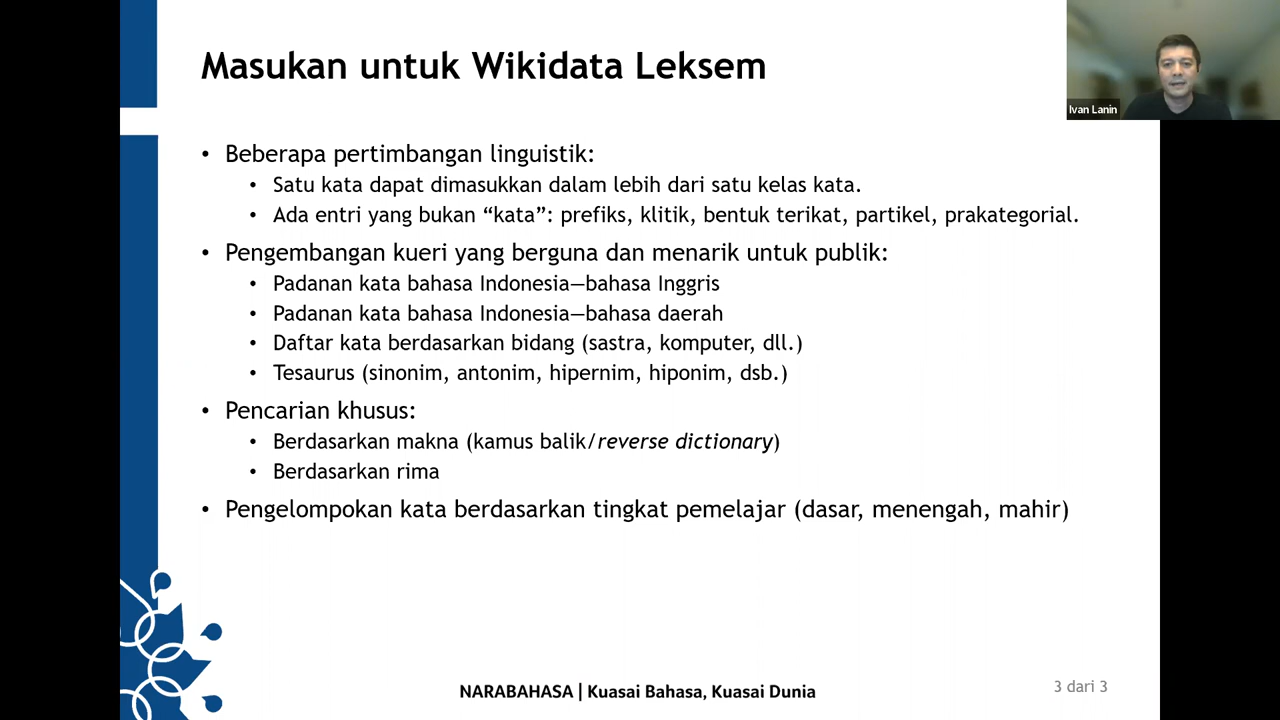 Masukan untuk Wikidata Leksem
Ivan Lanin
• Beberapa pertimbangan linguistik:
• Satu kata dapat dimasukkan dalam lebih dari satu kelas kata.
• Ada entri yang bukan “kata”: prefiks, klitik, bentuk terikat, partikel, prakategorial.
• Pengembangan kueri yang berguna dan menarik untuk publik:
• Padanan kata bahasa Indonesia—bahasa Inggris
• Padanan kata bahasa Indonesia—bahasa daerah
• Daftar kata berdasarkan bidang (sastra, komputer, dll.)
• Tesaurus (sinonim, antonim, hipernim, hiponim, dsb.)
• Pencarian khusus:
• Berdasarkan makna (kamus balik/reverse dictionary)
• Berdasarkan rima
• Pengelompokan kata berdasarkan tingkat pemelajar (dasar, menengah, mahir)
NARABAHASA | Kuasai Bahasa, Kuasai Dunia
3 dari 3